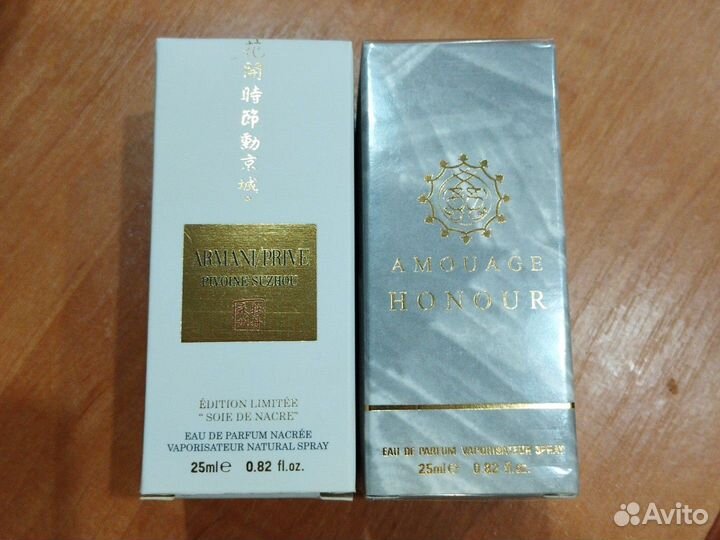 花開時節動京城
ARMANI/PRIVE
PIVOINE SUZHOU
ÉDITION LIMITÉE
“ SOIE DE NACRE”
EAU DE PARFUM NACRÉE
VAPORISATEUR NATURAL SPRAY
25ml℮ 0.82 fl.oz.
AMOUAGE
HONOUR
EAU DE PARFUM VAPORISATEUR SPRAY
25ml℮ 0.82 fl.oz.
Avito